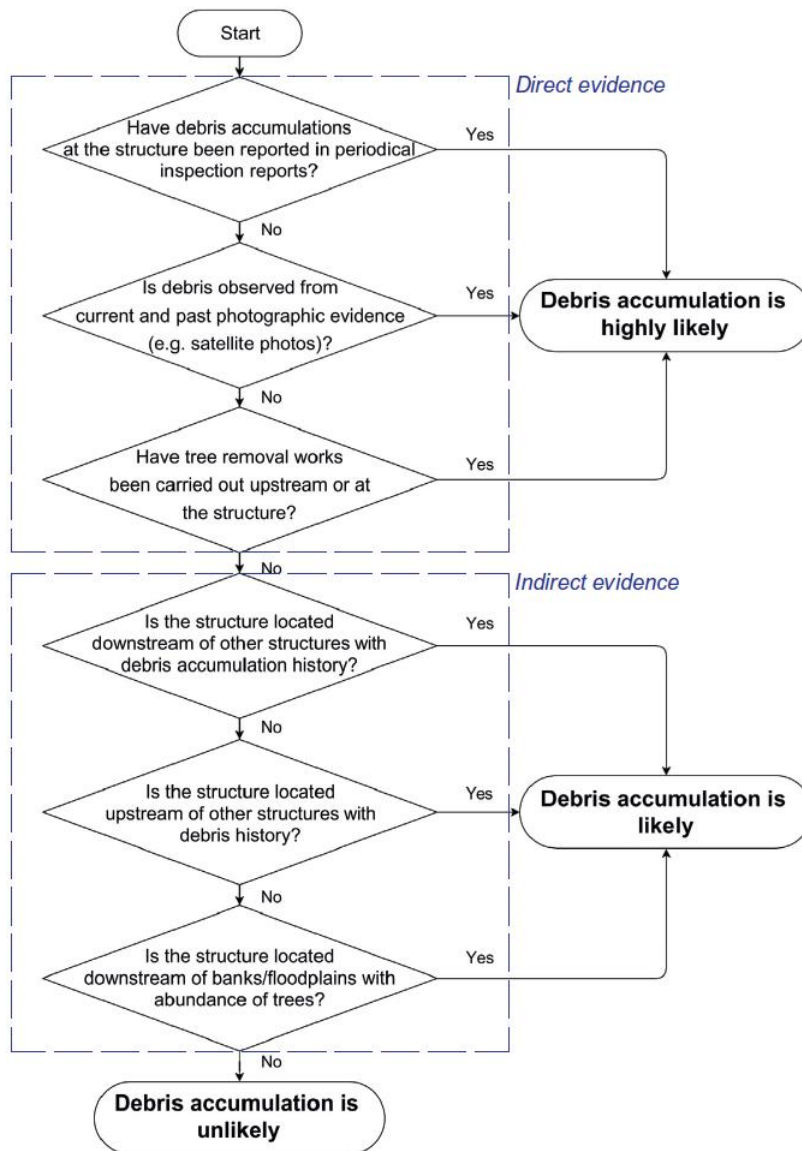 Start
Direct evidence
Have debris accumulations
at the structure been reported in periodical
inspection reports?
Yes
No
Is debris observed from
current and past photographic evidence
(e.g. satellite photos)?
Yes
Debris accumulation is
highly likely
No
Have tree removal works
been carried out upstream or at
the structure?
Yes
No
Indirect evidence
Is the structure located
downstream of other structures with
debris accumulation history?
Yes
No
Is the structure located
upstream of other structures with
debris history?
Yes
Debris accumulation is
likely
No
Is the structure located
downstream of banks/floodplains with
abundance of trees?
Yes
No
Debris accumulation is
unlikely